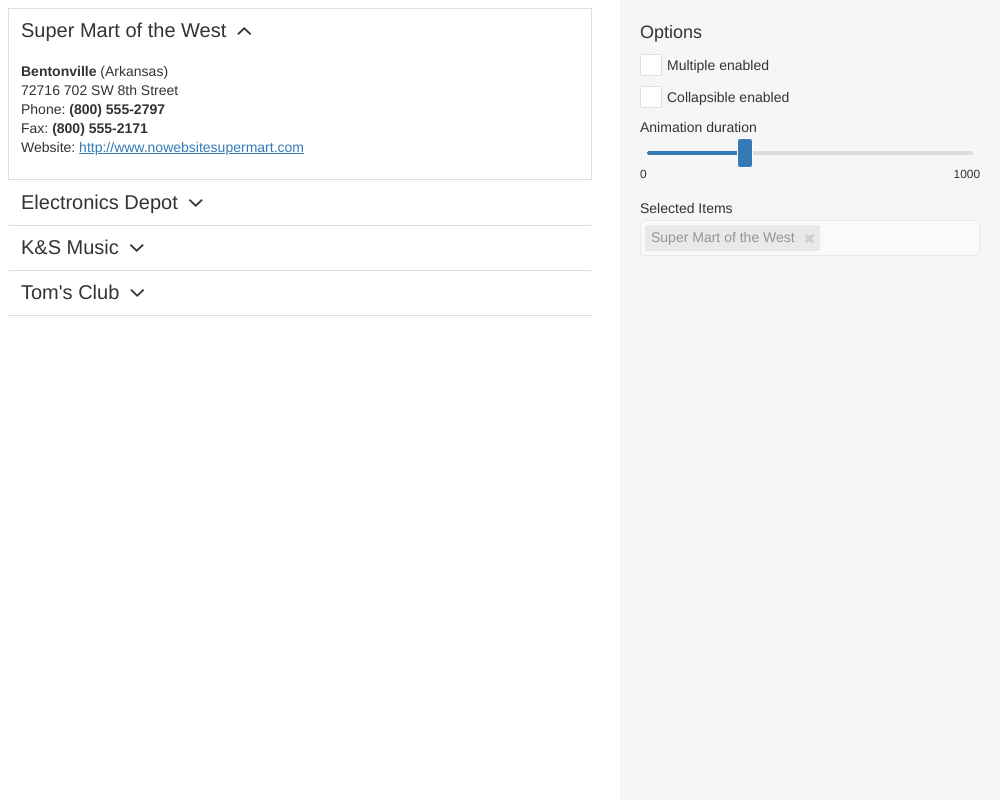 Super Mart of the West
Bentonville (Arkansas)
72716 702 SW 8th Street
Phone: (800) 555-2797
Fax: (800) 555-2171
Website: http://www.nowebsitesupermart.com
Electronics Depot
K&S Music
Tom's Club
Options
Multiple enabled
Collapsible enabled
Animation duration
0 1000
Selected Items
Super Mart of the West